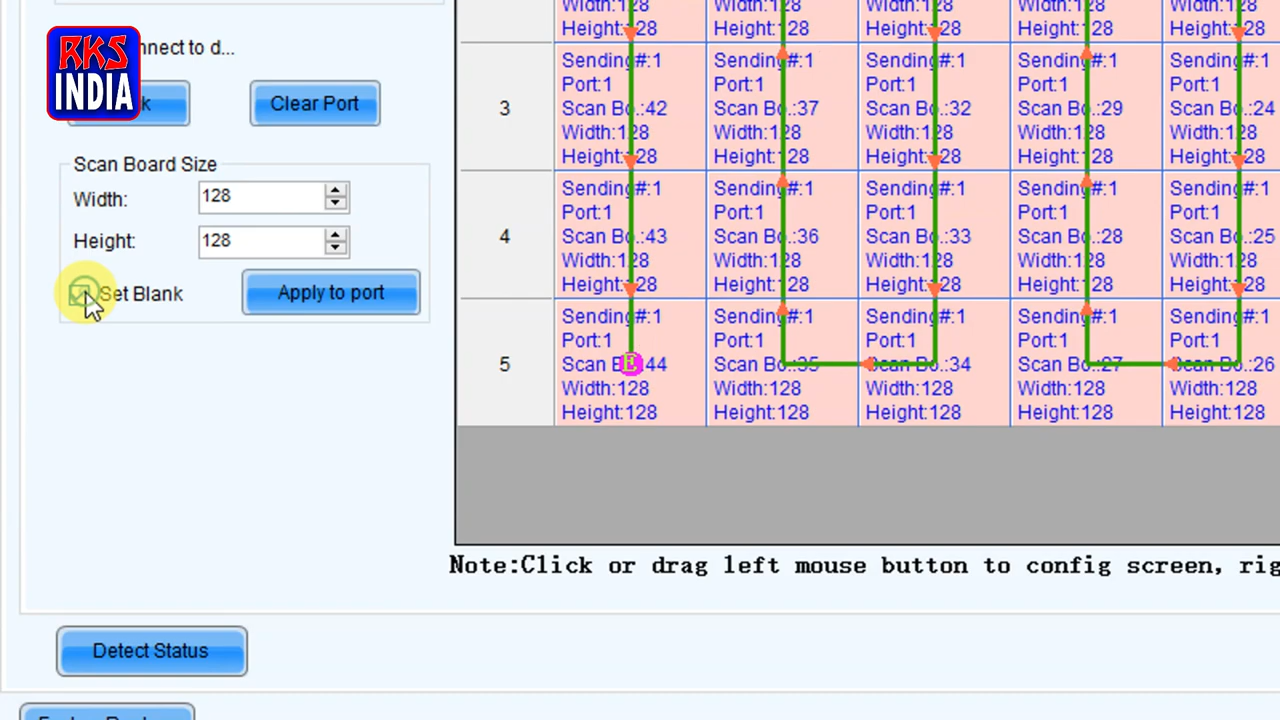 RKS
INDIA
nnect to d...
k
Clear Port
Scan Board Size
Width:
128
Height:
128
Set Blank
Apply to port
Width:128 Width:128 Width:128 Width:128 Width:128
Height:128 Height:128 Height:128 Height:128 Height:128
3
Sending#:1 Sending#:1 Sending#:1 Sending#:1 Sending#:1
Port:1 Port:1 Port:1 Port:1 Port:1
Scan Bo.:42 Scan Bo.:37 Scan Bo.:32 Scan Bo.:29 Scan Bo.:24
Width:128 Width:128 Width:128 Width:128 Width:128
Height:128 Height:128 Height:128 Height:128 Height:128
4
Sending#:1 Sending#:1 Sending#:1 Sending#:1 Sending#:1
Port:1 Port:1 Port:1 Port:1 Port:1
Scan Bo.:43 Scan Bo.:36 Scan Bo.:33 Scan Bo.:28 Scan Bo.:25
Width:128 Width:128 Width:128 Width:128 Width:128
Height:128 Height:128 Height:128 Height:128 Height:128
5
Sending#:1 Sending#:1 Sending#:1 Sending#:1 Sending#:1
Port:1 Port:1 Port:1 Port:1 Port:1
Scan B E :44 Scan Bo.:35 Scan Bo.:34 Scan Bo.:27 Scan Bo.:26
Width:128 Width:128 Width:128 Width:128 Width:128
Height:128 Height:128 Height:128 Height:128 Height:128
Note:Click or drag left mouse button to config screen, rig
Detect Status